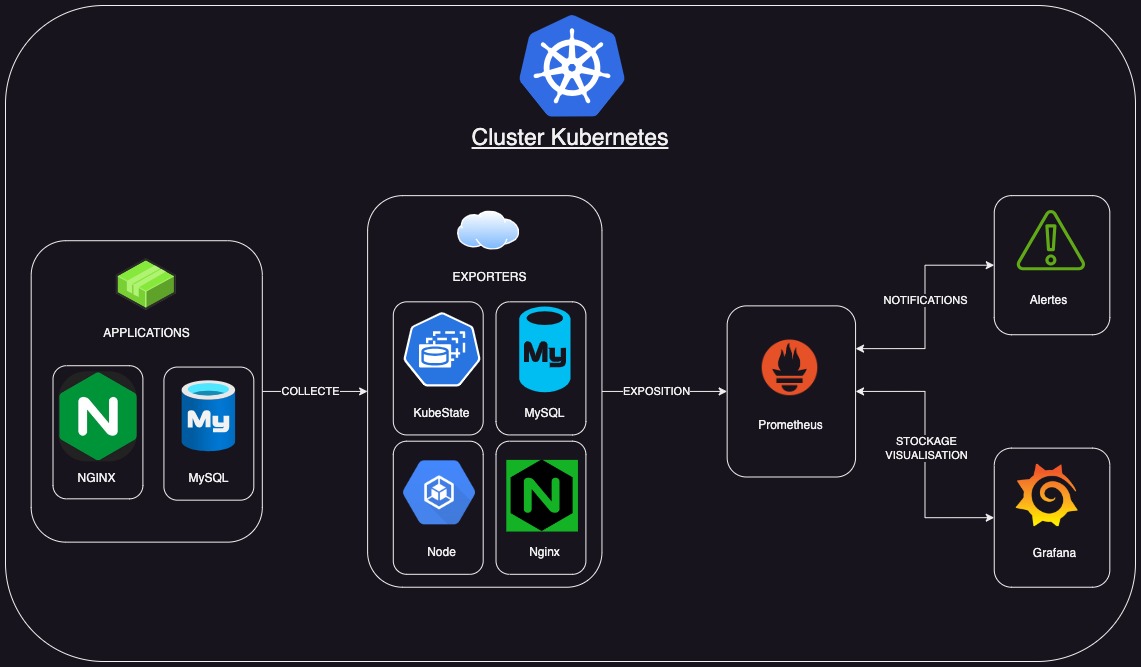 Cluster Kubernetes
APPLICATIONS
N
NGINX
My
MySQL
COLLECTE
EXPORTERS
KubeState
My
MySQL
Node
N
Nginx
EXPOSITION
Prometheus
NOTIFICATIONS
Alertes
STOCKAGE
VISUALISATION
Grafana